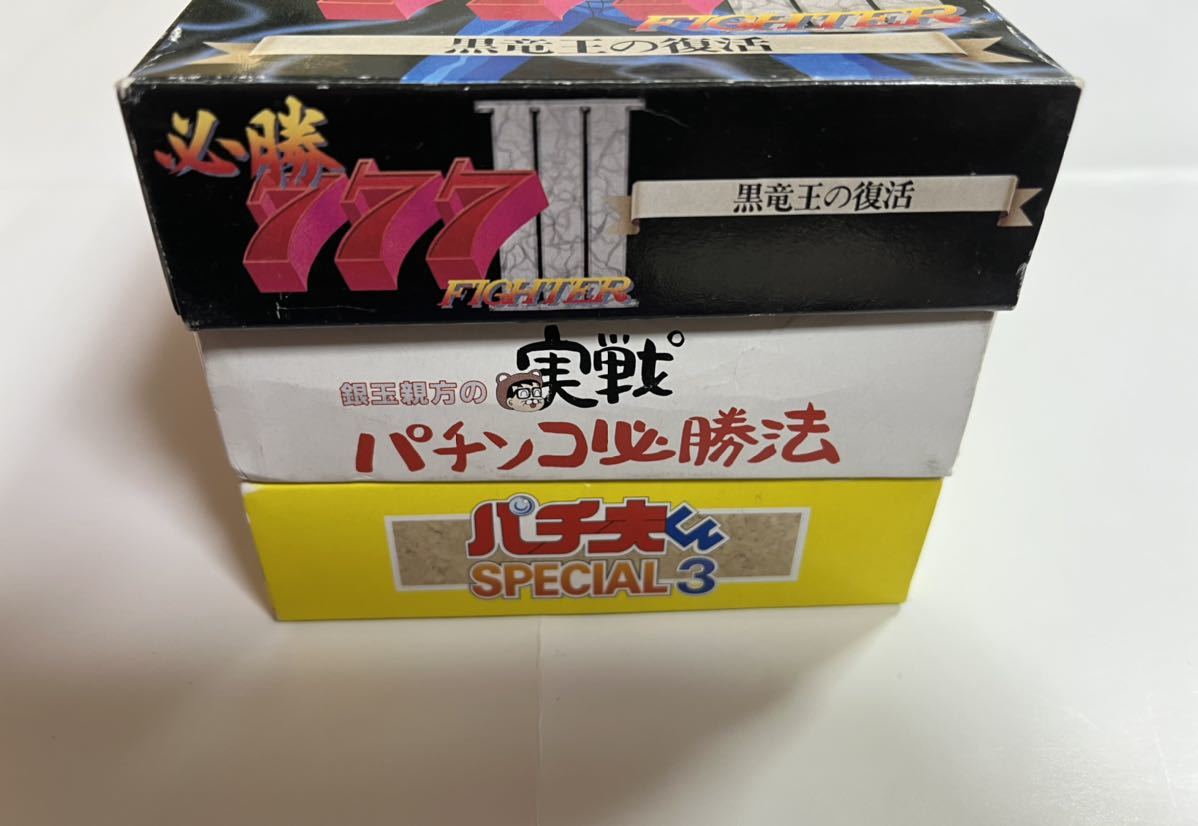 777 III
FIGHTER
黒竜王の復活
必勝
777 III
FIGHTER
黒竜王の復活
銀玉親方の
実戦
パチンコ必勝法
パチ夫くん
SPECIAL 3